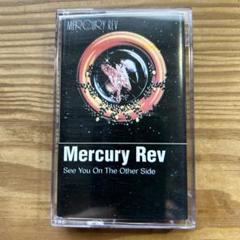 MERCURY REV
Mercury Rev
See You On The Other Side